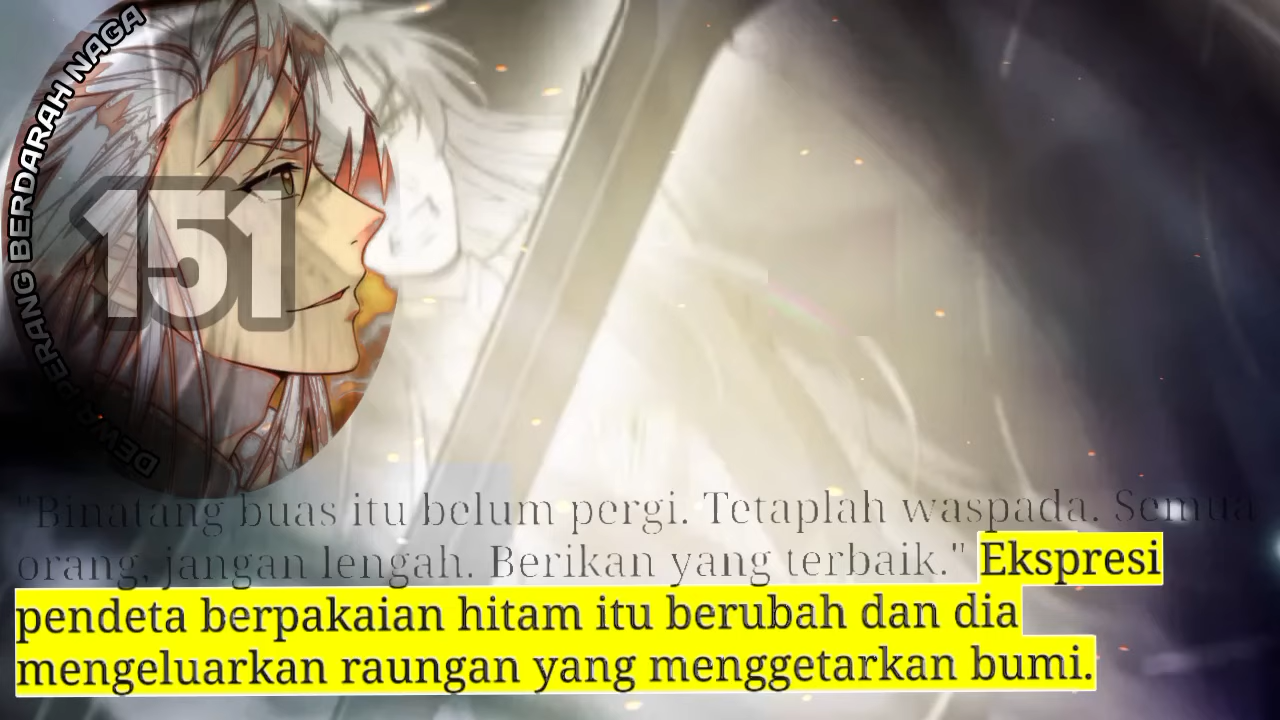 DEWA PERANG BERDARAH NAGA
151
"Binatang buas itu belum pergi. Tetaplah waspada. Semua
orang, jangan lengah. Berikan yang terbaik." Ekspresi
pendeta berpakaian hitam itu berubah dan dia
mengeluarkan raungan yang menggetarkan bumi.